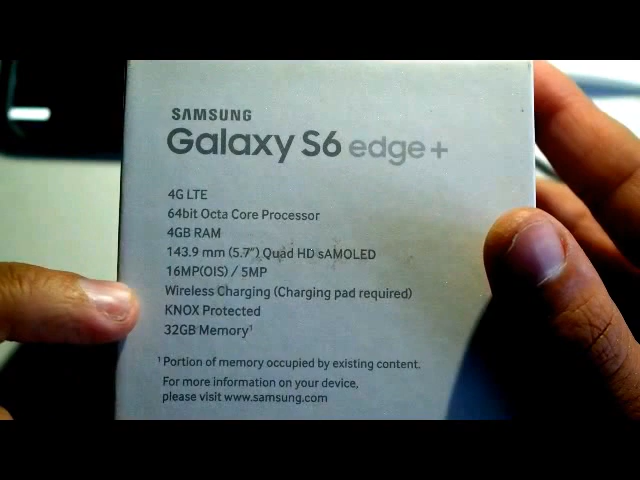 SAMSUNG
Galaxy S6 edge+
4G LTE
64bit Octa Core Processor
4GB RAM
143.9 mm (5.7") Quad HD sAMOLED
16MP(OIS) / 5MP
Wireless Charging (Charging pad required)
KNOX Protected
32GB Memory¹
¹ Portion of memory occupied by existing content.
For more information on your device,
please visit www.samsung.com